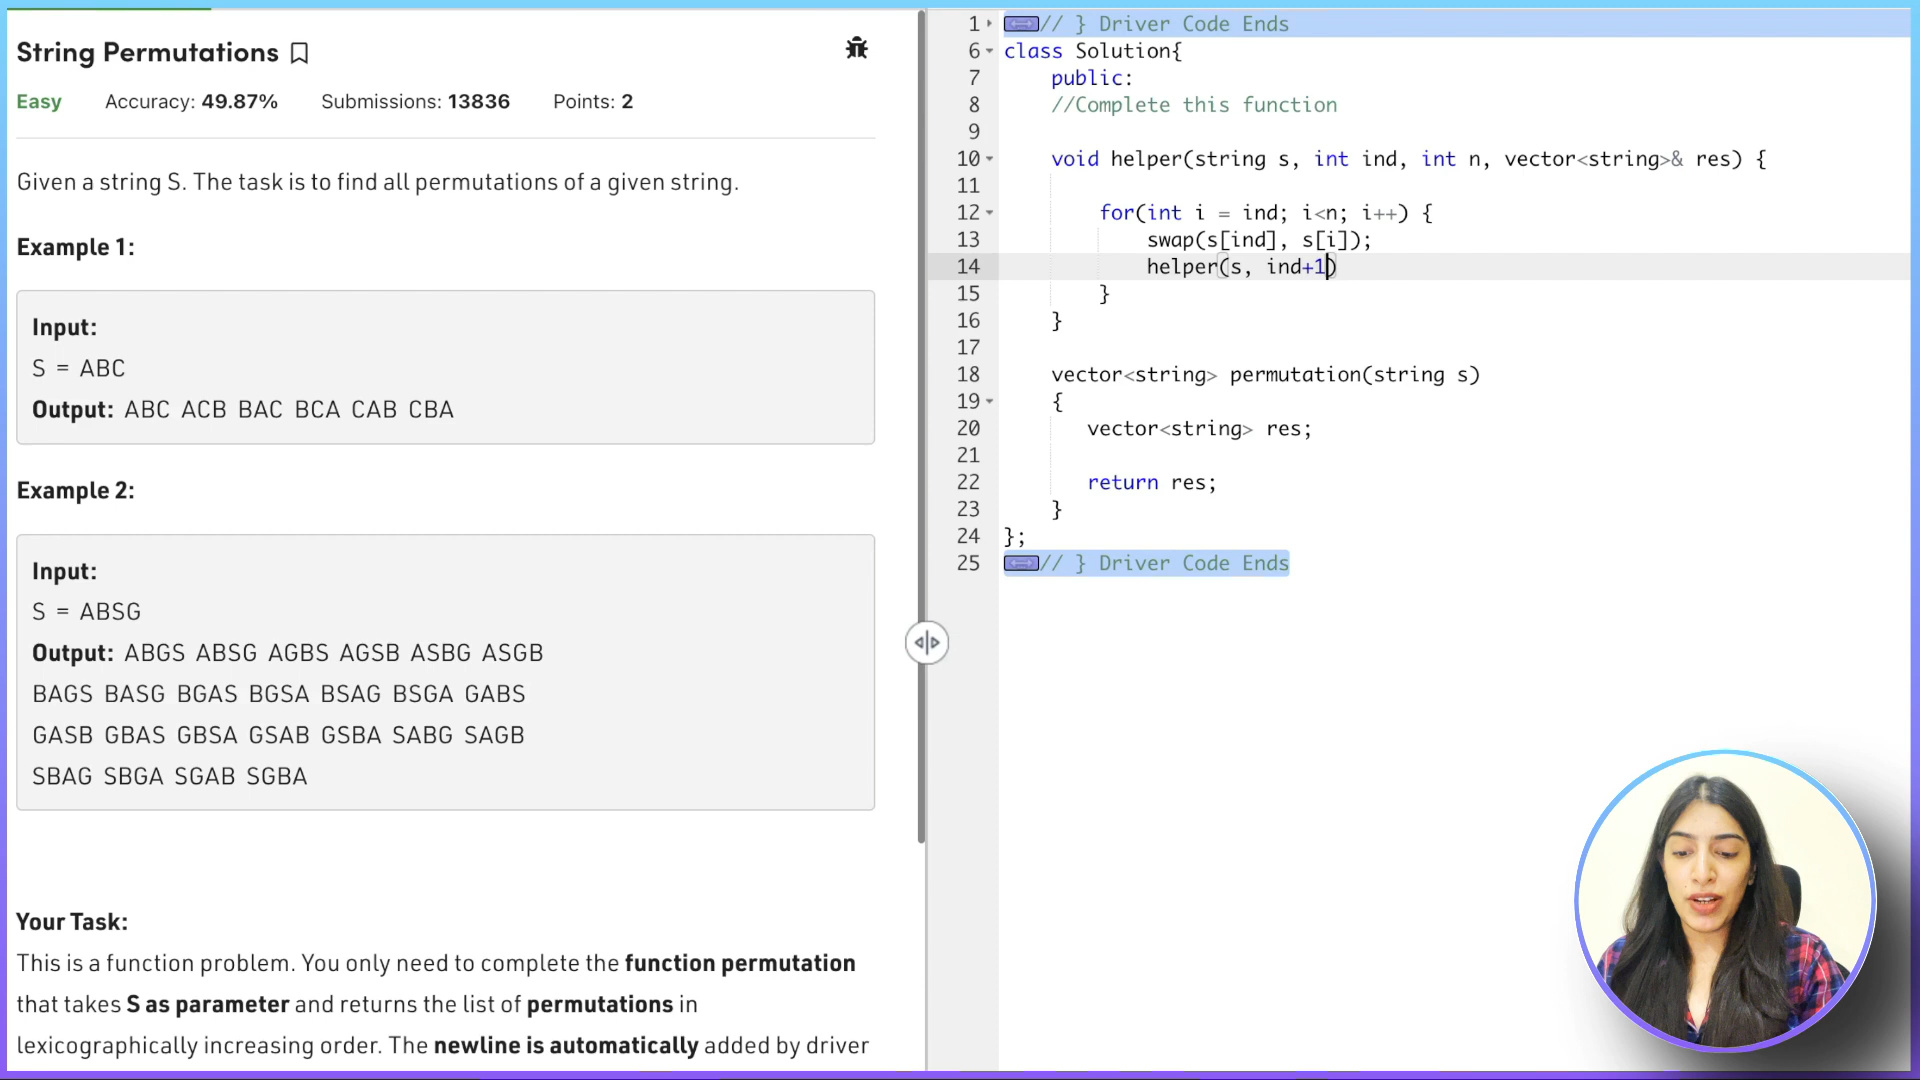 String Permutations
Easy Accuracy: 49.87% Submissions: 13836 Points: 2
Given a string S. The task is to find all permutations of a given string.
Example 1:
Input:
S = ABC
Output: ABC ACB BAC BCA CAB CBA
Example 2:
Input:
S = ABSG
Output: ABGS ABSG AGBS AGSB ASBG ASGB
BAGS BASG BGAS BGSA BSAG BSGA GABS
GASB GBAS GBSA GSAB GSBA SABG SAGB
SBAG SBGA SGAB SGBA
Your Task:
This is a function problem. You only need to complete the function permutation
that takes S as parameter and returns the list of permutations in
lexicographically increasing order. The newline is automatically added by driver
1 // } Driver Code Ends
6 class Solution{
7 public:
8 //Complete this function
9
10 void helper(string s, int ind, int n, vector<string>& res) {
11
12 for(int i = ind; i<n; i++) {
13 swap(s[ind], s[i]);
14 helper(s, ind+1)
15 }
16 }
17
18 vector<string> permutation(string s)
19 {
20 vector<string> res;
21
22 return res;
23 }
24 };
25 // } Driver Code Ends